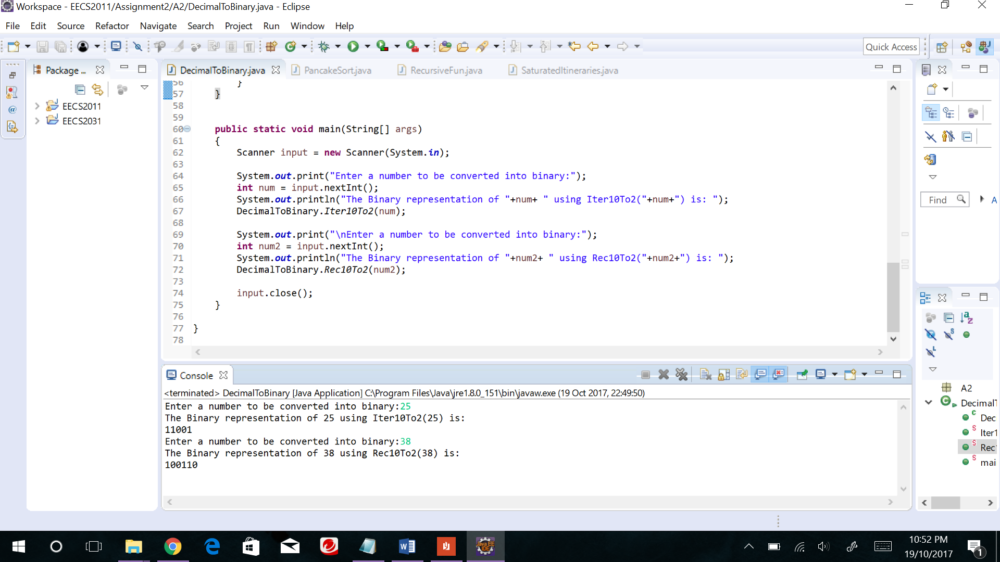 Workspace - EECS2011/Assignment2/A2/DecimalToBinary.java - Eclipse
File Edit Source Refactor Navigate Search Project Run Window Help
Quick Access
Package ...
EECS2011
EECS2031
DecimalToBinary.java PancakeSort.java RecursiveFun.java SaturatedItineraries.java
56 }
57 }
58
59
60 public static void main(String[] args)
61 {
62 Scanner input = new Scanner(System.in);
63
64 System.out.print("Enter a number to be converted into binary:");
65 int num = input.nextInt();
66 System.out.println("The Binary representation of "+num+ " using Iter10To2("+num+") is: ");
67 DecimalToBinary.Iter10To2(num);
68
69 System.out.print("\nEnter a number to be converted into binary:");
70 int num2 = input.nextInt();
71 System.out.println("The Binary representation of "+num2+ " using Rec10To2("+num2+") is: ");
72 DecimalToBinary.Rec10To2(num2);
73
74 input.close();
75 }
76
77 }
78
Console
<terminated> DecimalToBinary [Java Application] C:\Program Files\Java\jre1.8.0_151\bin\javaw.exe (19 Oct 2017, 22:49:50)
Enter a number to be converted into binary:25
The Binary representation of 25 using Iter10To2(25) is:
11001
Enter a number to be converted into binary:38
The Binary representation of 38 using Rec10To2(38) is:
100110
Find
A
A2
DecimalT
Dec
Iter1
Rec
mai
Java EE
IDE
10:52 PM
19/10/2017
1